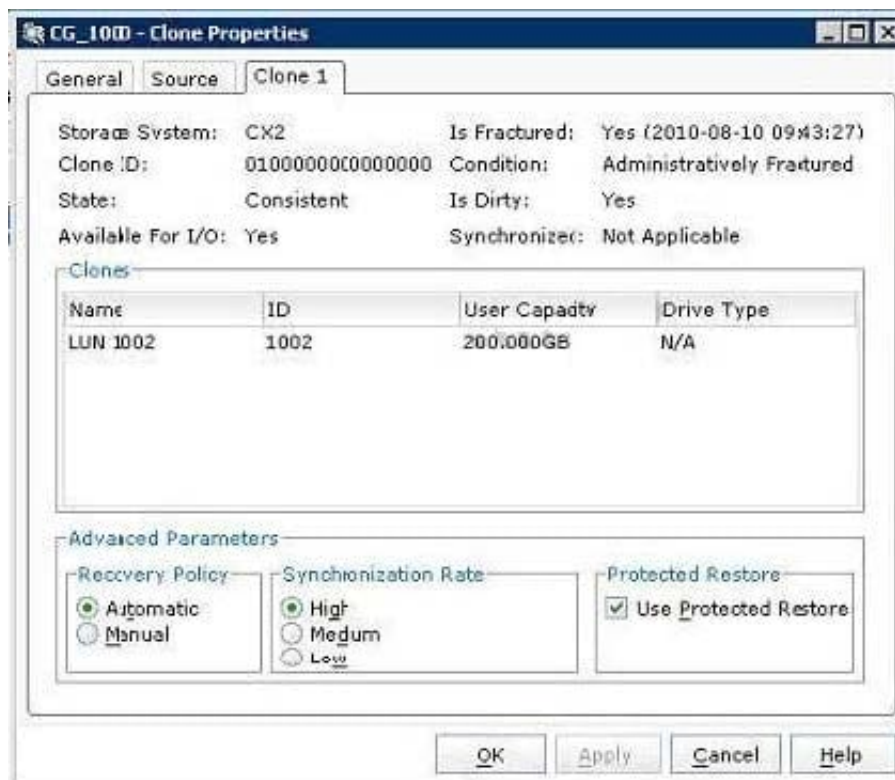 CG_1000 - Clone Properties
General Source Clone 1
Storage System: CX2 Is Fractured: Yes (2010-08-10 09:43:27)
Clone ID: 0100000000000000 Condition: Administratively Fractured
State: Consistent Is Dirty: Yes
Available For I/O: Yes Synchronized: Not Applicable
Clones
Name ID User Capacity Drive Type
LUN 1002 1002 200.000GB N/A
Advanced Parameters
Recovery Policy Synchronization Rate Protected Restore
Automatic High Use Protected Restore
Manual Medium
Low
OK Apply Cancel Help